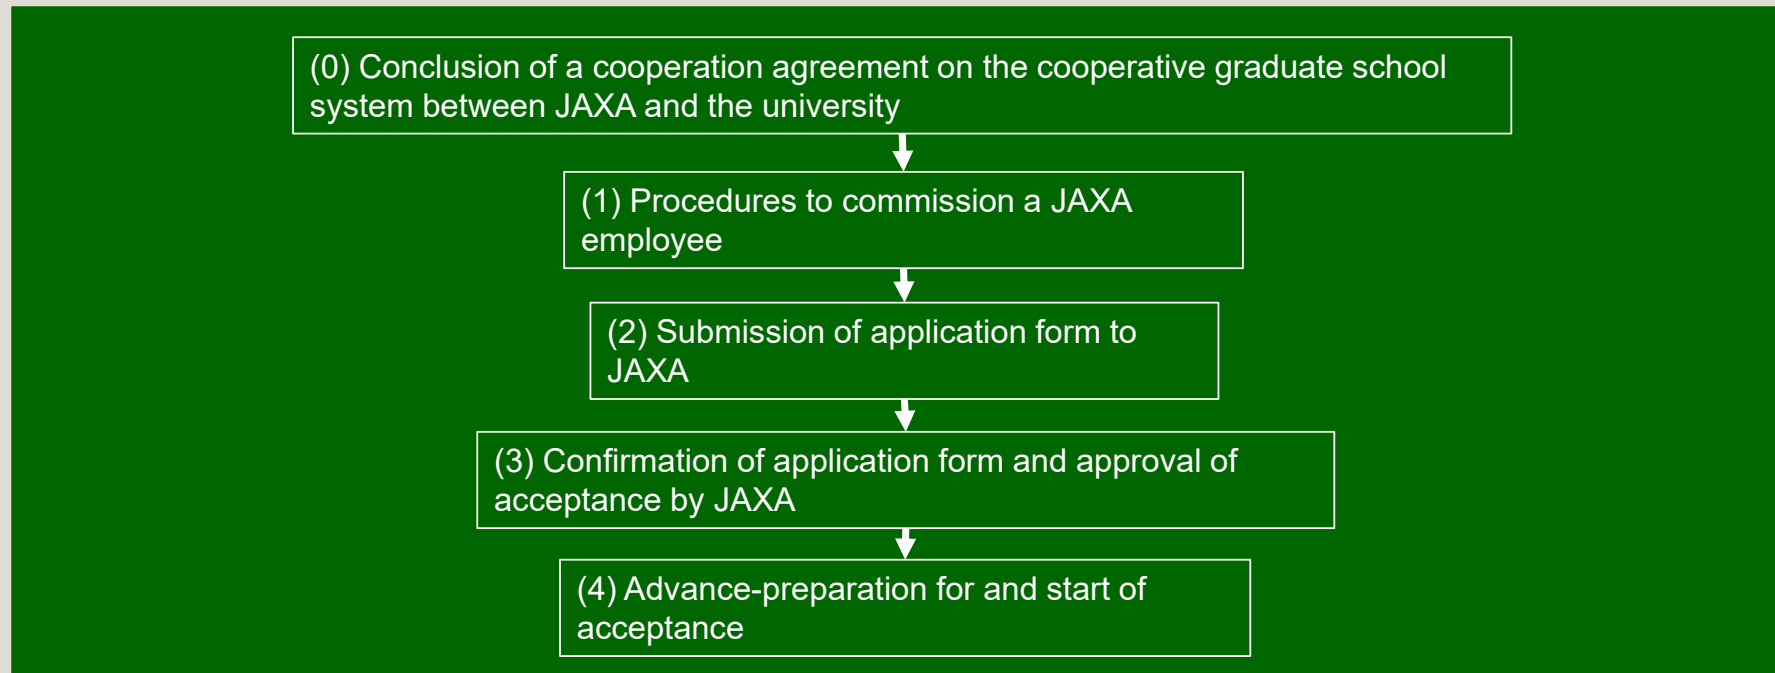 (0) Conclusion of a cooperation agreement on the cooperative graduate school
system between JAXA and the university
(1) Procedures to commission a JAXA
employee
(2) Submission of application form to
JAXA
(3) Confirmation of application form and approval of
acceptance by JAXA
(4) Advance-preparation for and start of
acceptance